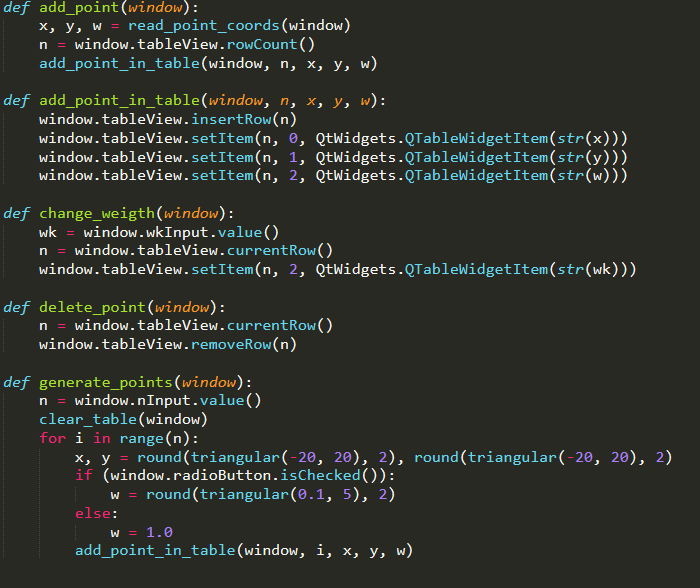 def add_point(window):
    x, y, w = read_point_coords(window)
    n = window.tableView.rowCount()
    add_point_in_table(window, n, x, y, w)

def add_point_in_table(window, n, x, y, w):
    window.tableView.insertRow(n)
    window.tableView.setItem(n, 0, QtWidgets.QTableWidgetItem(str(x)))
    window.tableView.setItem(n, 1, QtWidgets.QTableWidgetItem(str(y)))
    window.tableView.setItem(n, 2, QtWidgets.QTableWidgetItem(str(w)))

def change_weigth(window):
    wk = window.wkInput.value()
    n = window.tableView.currentRow()
    window.tableView.setItem(n, 2, QtWidgets.QTableWidgetItem(str(wk)))

def delete_point(window):
    n = window.tableView.currentRow()
    window.tableView.removeRow(n)

def generate_points(window):
    n = window.nInput.value()
    clear_table(window)
    for i in range(n):
        x, y = round(triangular(-20, 20), 2), round(triangular(-20, 20), 2)
        if (window.radioButton.isChecked()):
            w = round(triangular(0.1, 5), 2)
        else:
            w = 1.0
        add_point_in_table(window, i, x, y, w)